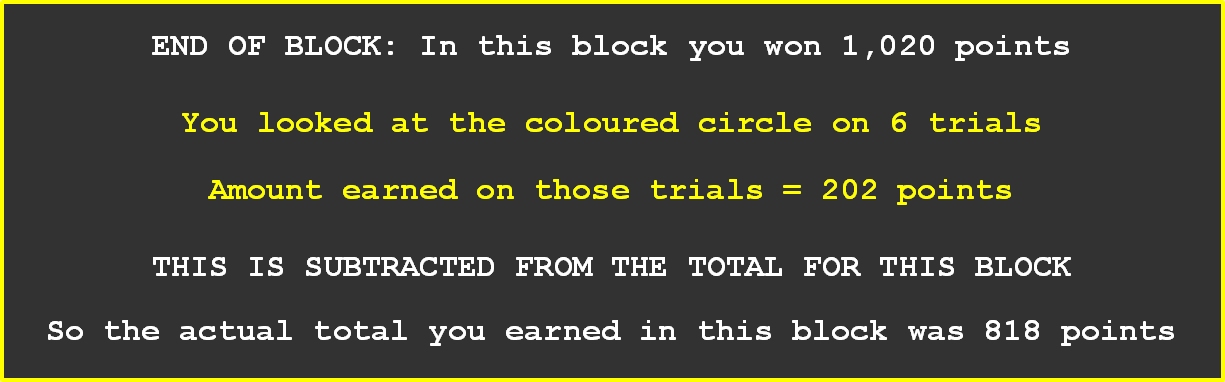 END OF BLOCK: In this block you won 1,020 points
You looked at the coloured circle on 6 trials
Amount earned on those trials = 202 points
THIS IS SUBTRACTED FROM THE TOTAL FOR THIS BLOCK
So the actual total you earned in this block was 818 points